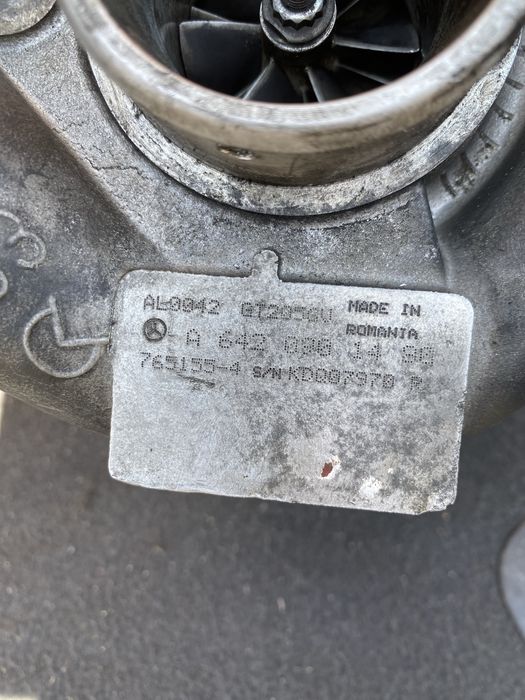 AL0042 GT2056V MADE IN
ROMANIA
A 642 090 14 80
765155-4 S/N KD007970 R